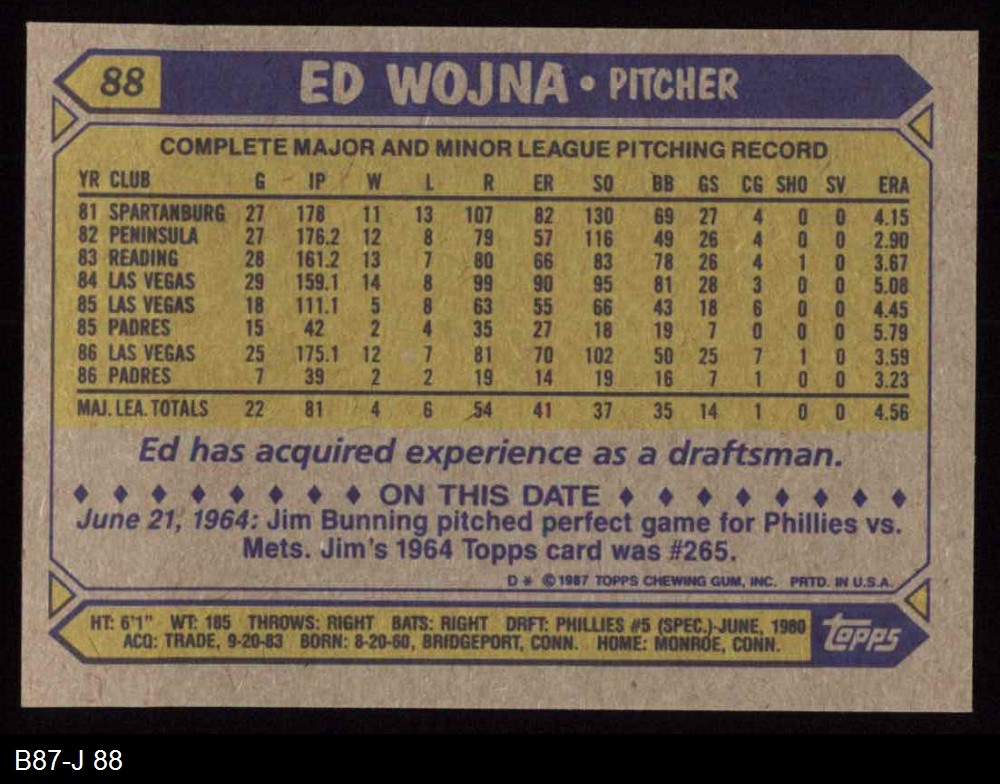 88 ED WOJNA • PITCHER
COMPLETE MAJOR AND MINOR LEAGUE PITCHING RECORD
YR CLUB G IP W L R ER SO BB GS CG SHO SV ERA
81 SPARTANBURG 27 178 11 13 107 82 130 69 27 4 0 0 4.15
82 PENINSULA 27 176.2 12 8 79 57 116 49 26 4 0 0 2.90
83 READING 28 161.2 13 7 80 66 83 78 26 4 1 0 3.67
84 LAS VEGAS 29 159.1 14 8 99 90 95 81 28 3 0 0 5.08
85 LAS VEGAS 18 111.1 5 8 63 55 66 43 18 6 0 0 4.45
85 PADRES 15 42 2 4 35 27 18 19 7 0 0 0 5.79
86 LAS VEGAS 25 175.1 12 7 81 70 102 50 25 7 1 0 3.59
86 PADRES 7 39 2 2 19 14 19 16 7 1 0 0 3.23
MAJ. LEA. TOTALS 22 81 4 6 54 41 37 35 14 1 0 0 4.56
Ed has acquired experience as a draftsman.
♦ ♦ ♦ ♦ ♦ ♦ ♦ ♦ ON THIS DATE ♦ ♦ ♦ ♦ ♦ ♦ ♦ ♦
June 21, 1964: Jim Bunning pitched perfect game for Phillies vs.
Mets. Jim's 1964 Topps card was #265.
D* © 1987 TOPPS CHEWING GUM, INC. PRTD. IN U.S.A.
HT: 6'1" WT: 185 THROWS: RIGHT BATS: RIGHT DRFT: PHILLIES #5 (SPEC.)-JUNE, 1980
ACQ: TRADE, 9-20-83 BORN: 8-20-60, BRIDGEPORT, CONN. HOME: MONROE, CONN.
topps
B87-J 88